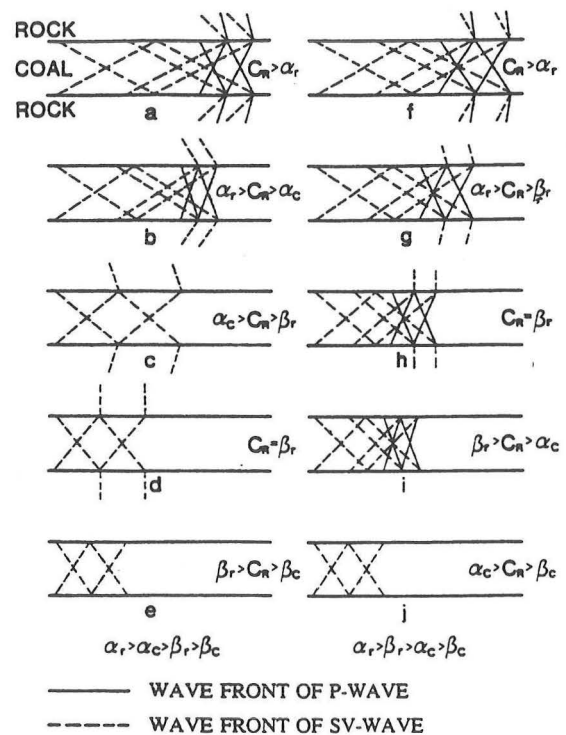 ROCK
COAL
ROCK
C_R > α_r
a
C_R > α_r
f
α_r > C_R > α_c
b
α_r > C_R > β_r
g
α_c > C_R > β_r
c
C_R = β_r
h
C_R = β_r
d
β_r > C_R > α_c
i
β_r > C_R > β_c
e
α_c > C_R > β_c
j
α_r > α_c > β_r > β_c
α_r > β_r > α_c > β_c
WAVE FRONT OF P-WAVE
WAVE FRONT OF SV-WAVE